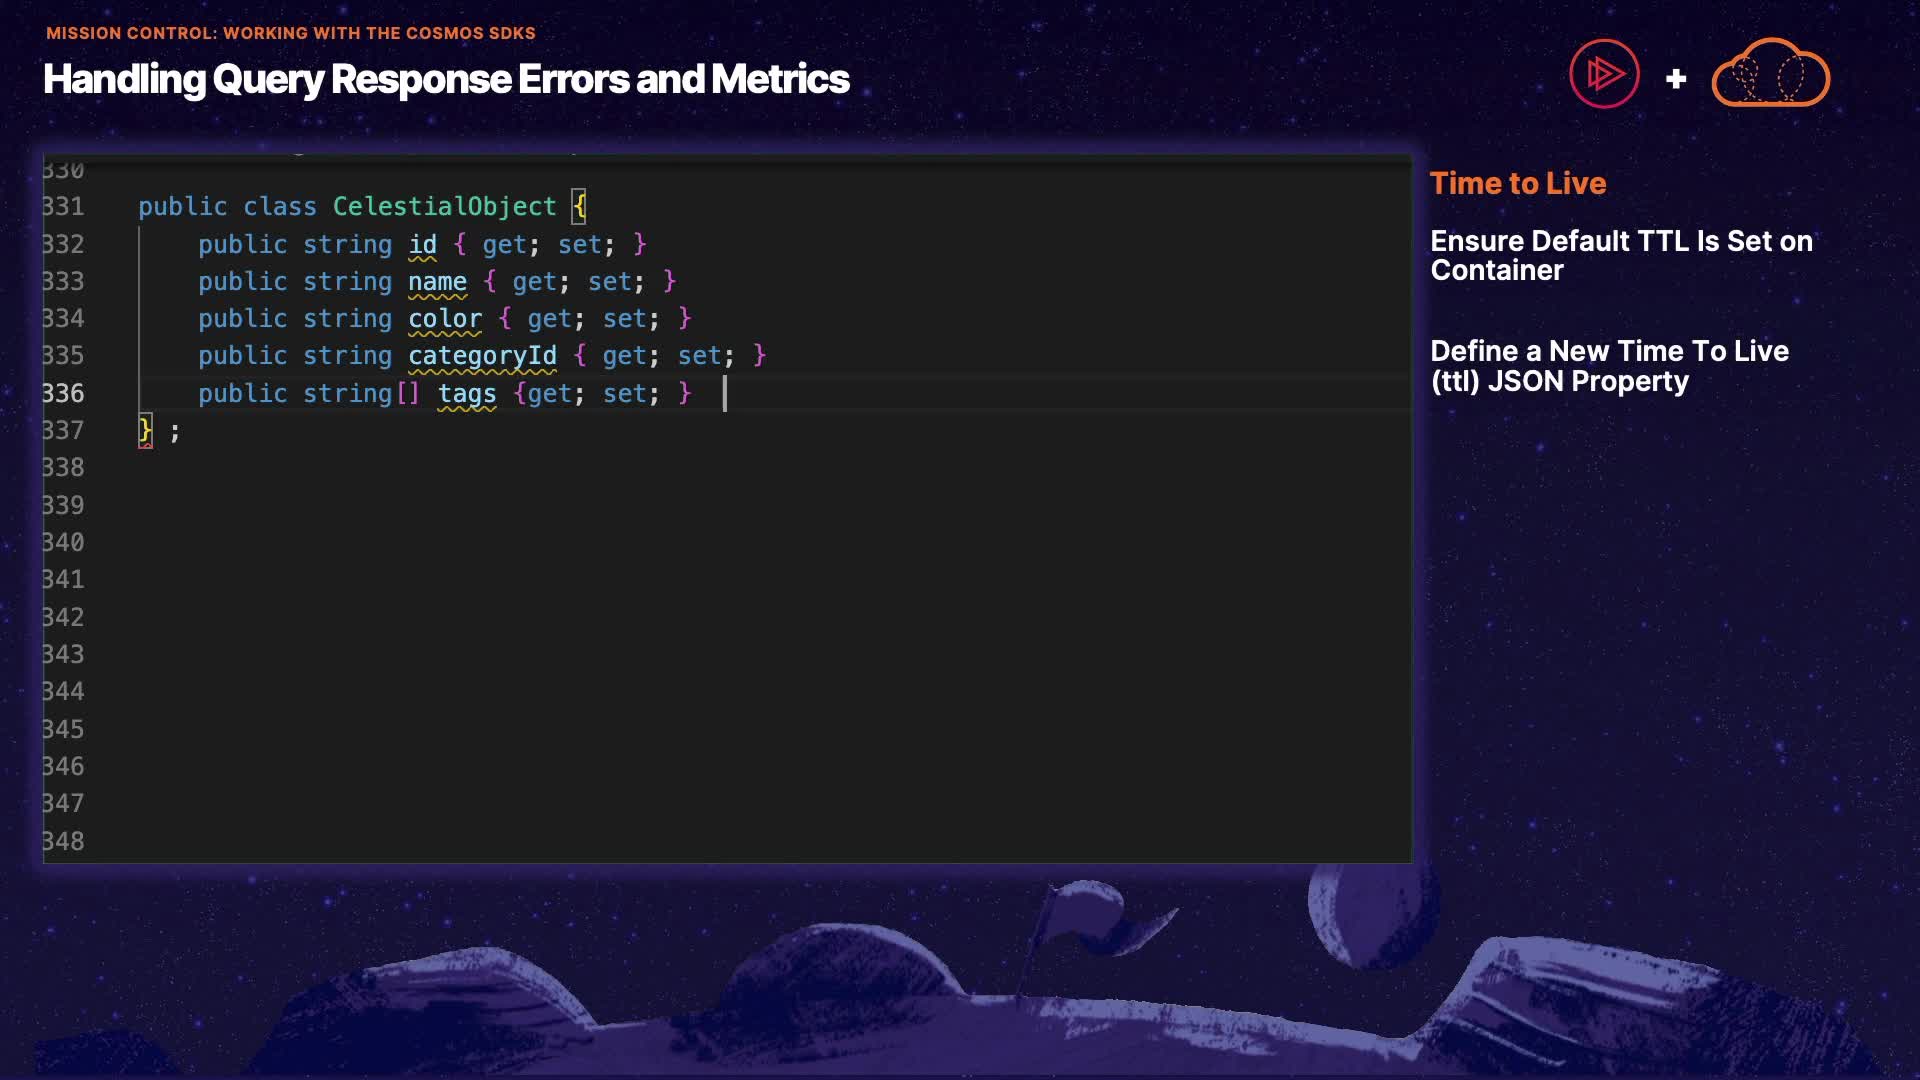 MISSION CONTROL: WORKING WITH THE COSMOS SDKS
Handling Query Response Errors and Metrics
330
331 public class CelestialObject {
332 public string id { get; set; }
333 public string name { get; set; }
334 public string color { get; set; }
335 public string categoryId { get; set; }
336 public string[] tags {get; set; }
337 } ;
338
339
340
341
342
343
344
345
346
347
348
Time to Live
Ensure Default TTL Is Set on
Container
Define a New Time To Live
(ttl) JSON Property